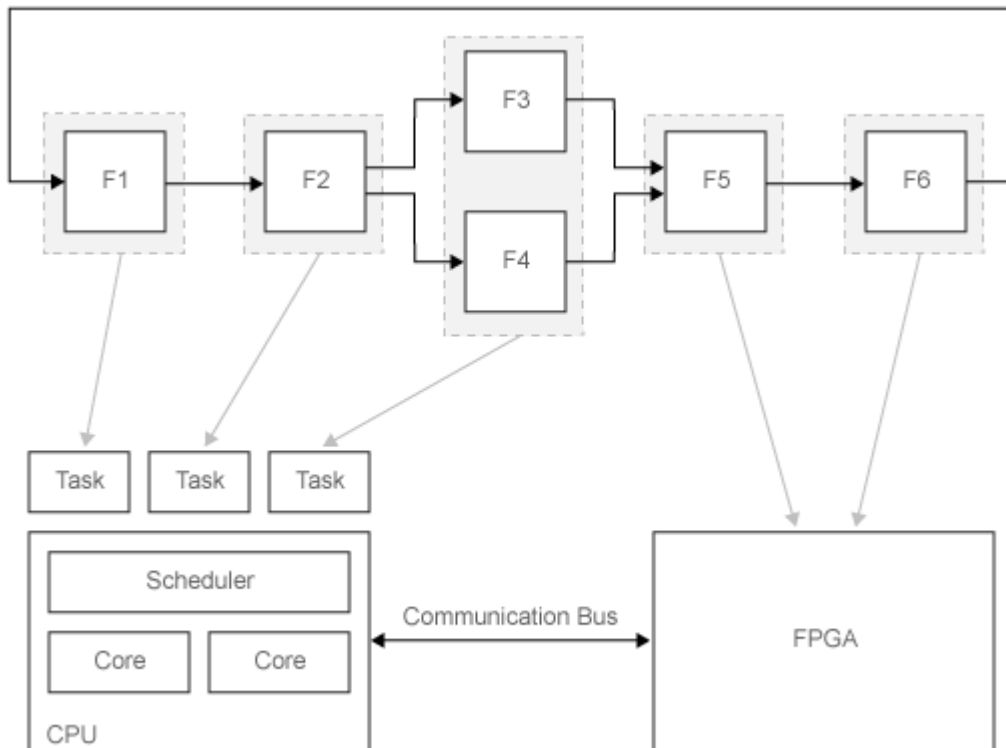 F3
F1
F2
F5
F6
F4
Task
Task
Task
Scheduler
Communication Bus
FPGA
Core
Core
CPU